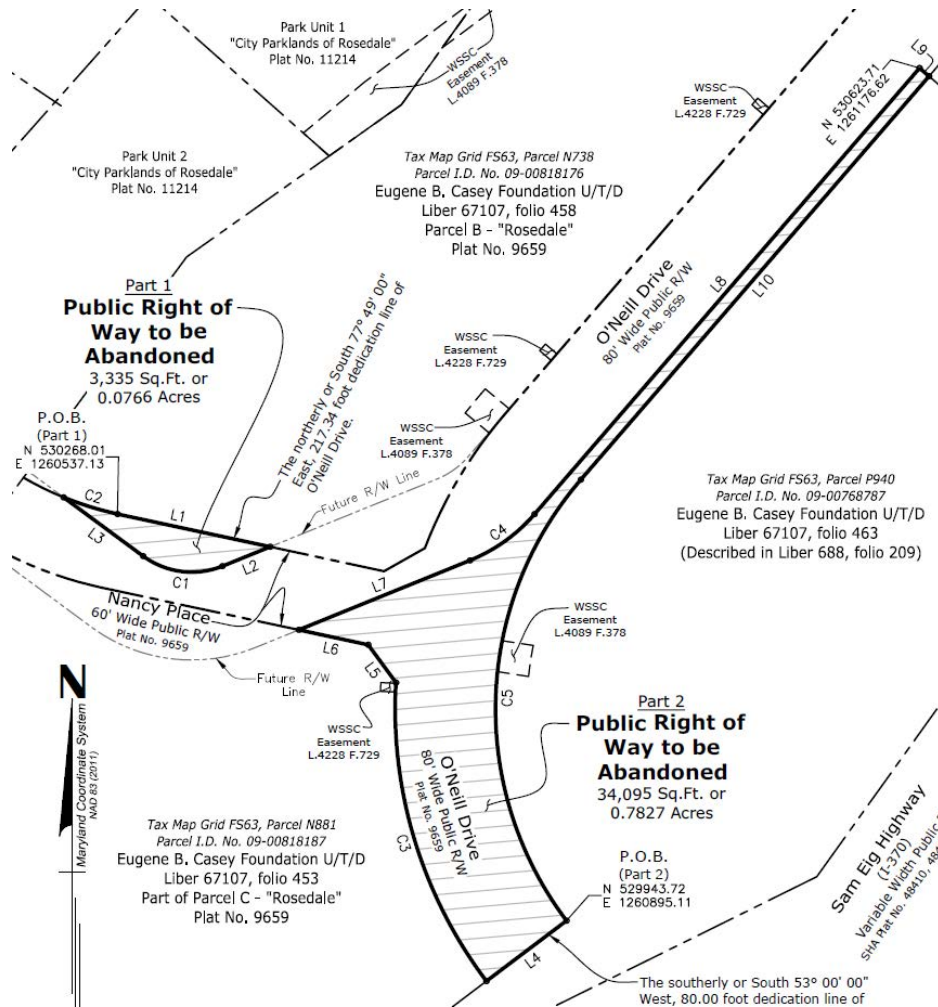 Park Unit 1
"City Parklands of Rosedale"
Plat No. 11214
WSSC
Easement
L.4089 F.378
Park Unit 2
"City Parklands of Rosedale"
Plat No. 11214
Tax Map Grid FS63, Parcel N738
Parcel I.D. No. 09-00818176
Eugene B. Casey Foundation U/T/D
Liber 67107, folio 458
Parcel B - "Rosedale"
Plat No. 9659
WSSC
Easement
L.4228 F.729
N 530623.71
E 1261176.62
L9
Part 1
Public Right of
Way to be
Abandoned
3,335 Sq.Ft. or
0.0766 Acres
P.O.B.
(Part 1)
N 530268.01
E 1260537.13
The northerly or South 77° 49' 00"
East, 217.34 foot dedication line of
O'Neill Drive.
WSSC
Easement
L.4228 F.729
WSSC
Easement
L.4089 F.378
O'Neill Drive
80' Wide Public R/W
Plat No. 9659
L8
L10
Future R/W Line
C2
L1
L3
C1
L2
C4
L7
Nancy Place
60' Wide Public R/W
Plat No. 9659
L6
L5
Future R/W
Line
Tax Map Grid FS63, Parcel P940
Parcel I.D. No. 09-00768787
Eugene B. Casey Foundation U/T/D
Liber 67107, folio 463
(Described in Liber 688, folio 209)
WSSC
Easement
L.4089 F.378
C5
N
Maryland Coordinate System
NAD 83 (2011)
WSSC
Easement
L.4228 F.729
Part 2
Public Right of
Way to be
Abandoned
34,095 Sq.Ft. or
0.7827 Acres
O'Neill Drive
80' Wide Public R/W
Plat No. 9659
C3
Tax Map Grid FS63, Parcel N881
Parcel I.D. No. 09-00818187
Eugene B. Casey Foundation U/T/D
Liber 67107, folio 453
Part of Parcel C - "Rosedale"
Plat No. 9659
P.O.B.
(Part 2)
N 529943.72
E 1260895.11
L4
Sam Eig Highway
(I-370)
Variable Width Public
SHA Plat No. 48410,
The southerly or South 53° 00' 00"
West, 80.00 foot dedication line of